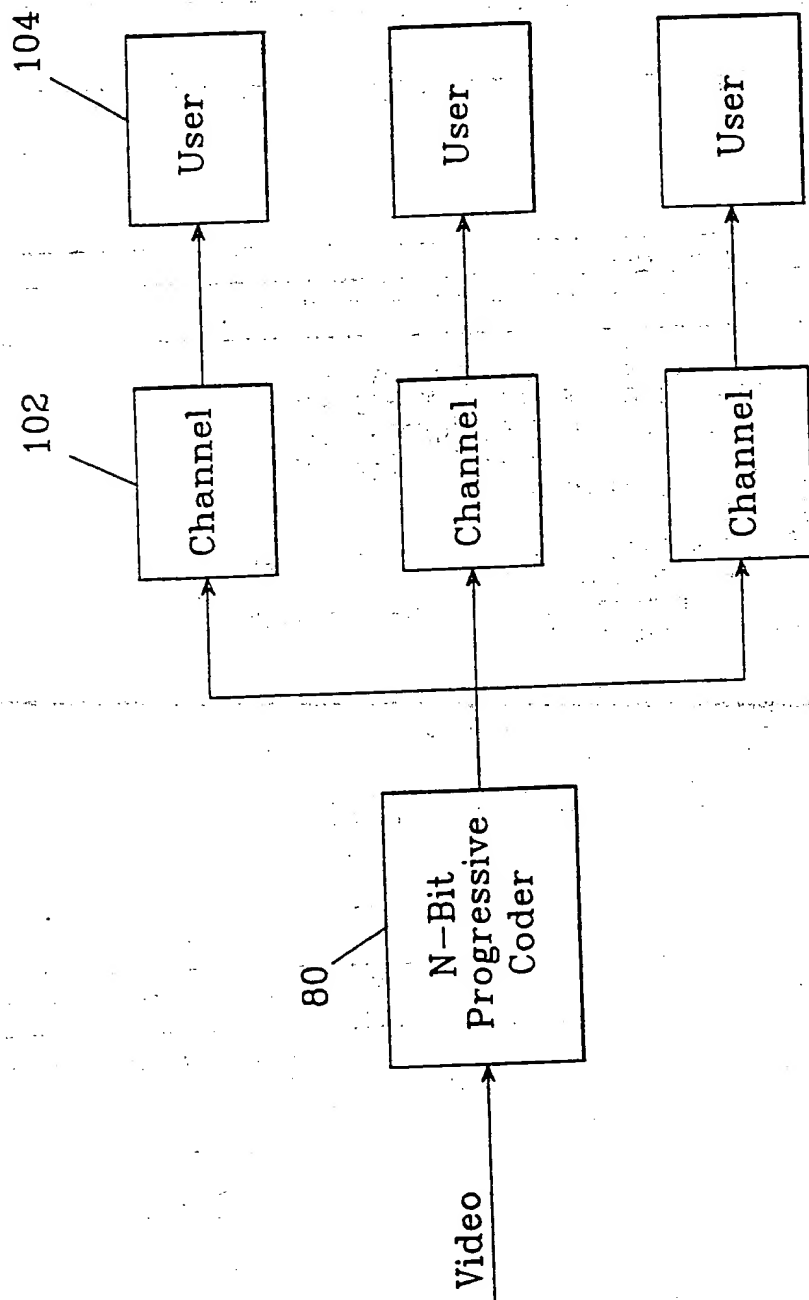 Video
80
N-Bit
Progressive
Coder
102
Channel
Channel
Channel
104
User
User
User